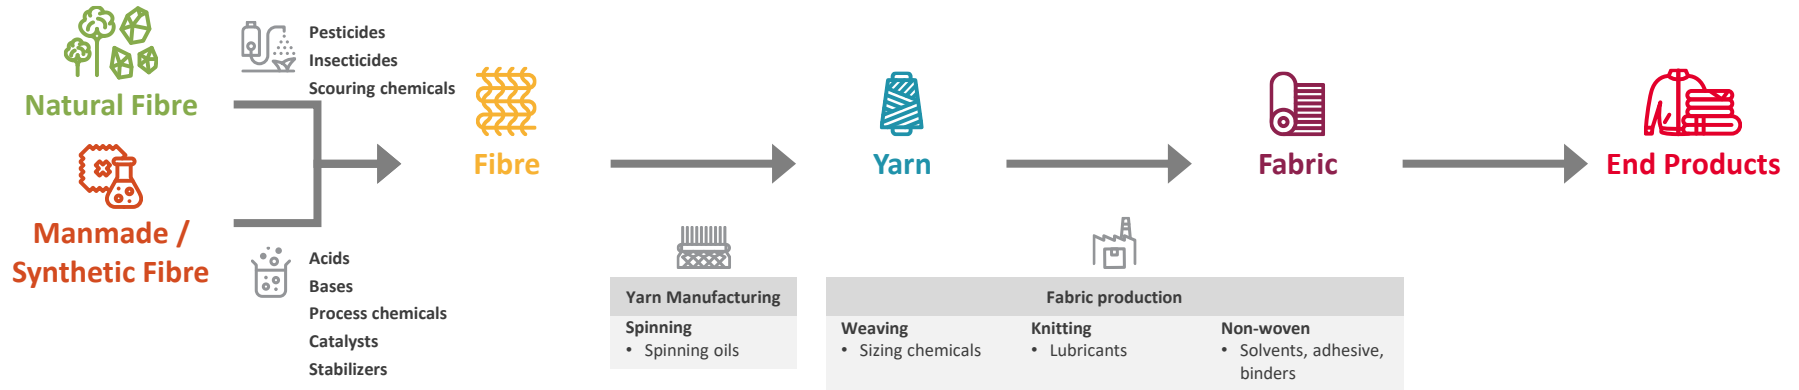 Natural Fibre
Pesticides
Insecticides
Scouring chemicals
Manmade /
Synthetic Fibre
Acids
Bases
Process chemicals
Catalysts
Stabilizers
Fibre
Yarn
Fabric
End Products
Yarn Manufacturing
Spinning
• Spinning oils
Fabric production
Weaving
• Sizing chemicals
Knitting
• Lubricants
Non-woven
• Solvents, adhesive,
binders